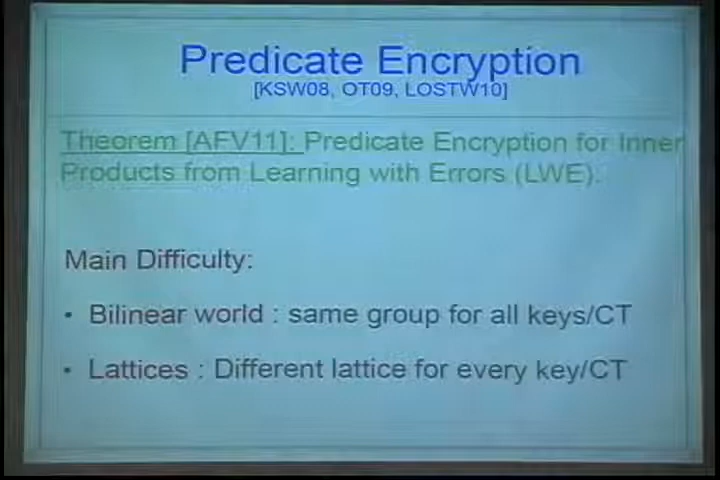 Predicate Encryption
[KSW08, OT09, LOSTW10]
Theorem [AFV11]: Predicate Encryption for Inner
Products from Learning with Errors (LWE).
Main Difficulty:
• Bilinear world : same group for all keys/CT
• Lattices : Different lattice for every key/CT